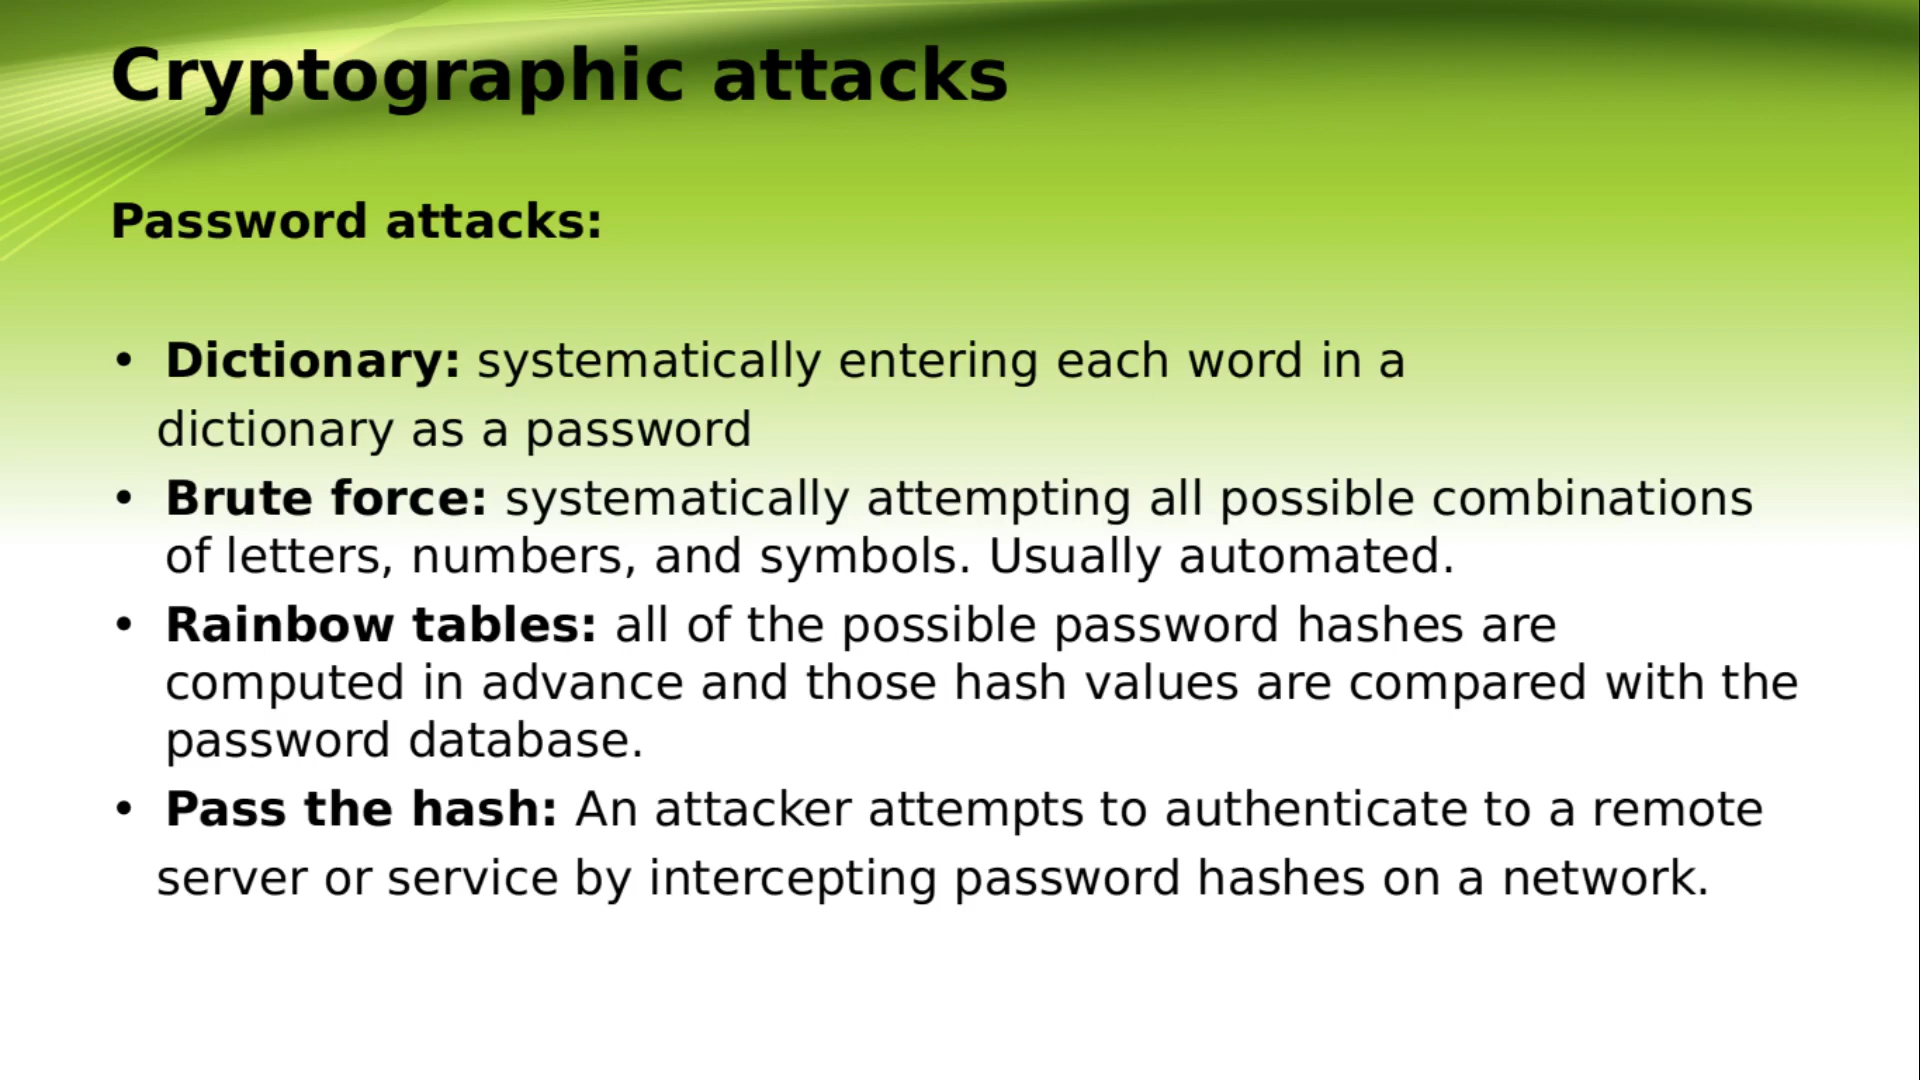 Cryptographic attacks
Password attacks:
• Dictionary: systematically entering each word in a
dictionary as a password
• Brute force: systematically attempting all possible combinations
of letters, numbers, and symbols. Usually automated.
• Rainbow tables: all of the possible password hashes are
computed in advance and those hash values are compared with the
password database.
• Pass the hash: An attacker attempts to authenticate to a remote
server or service by intercepting password hashes on a network.